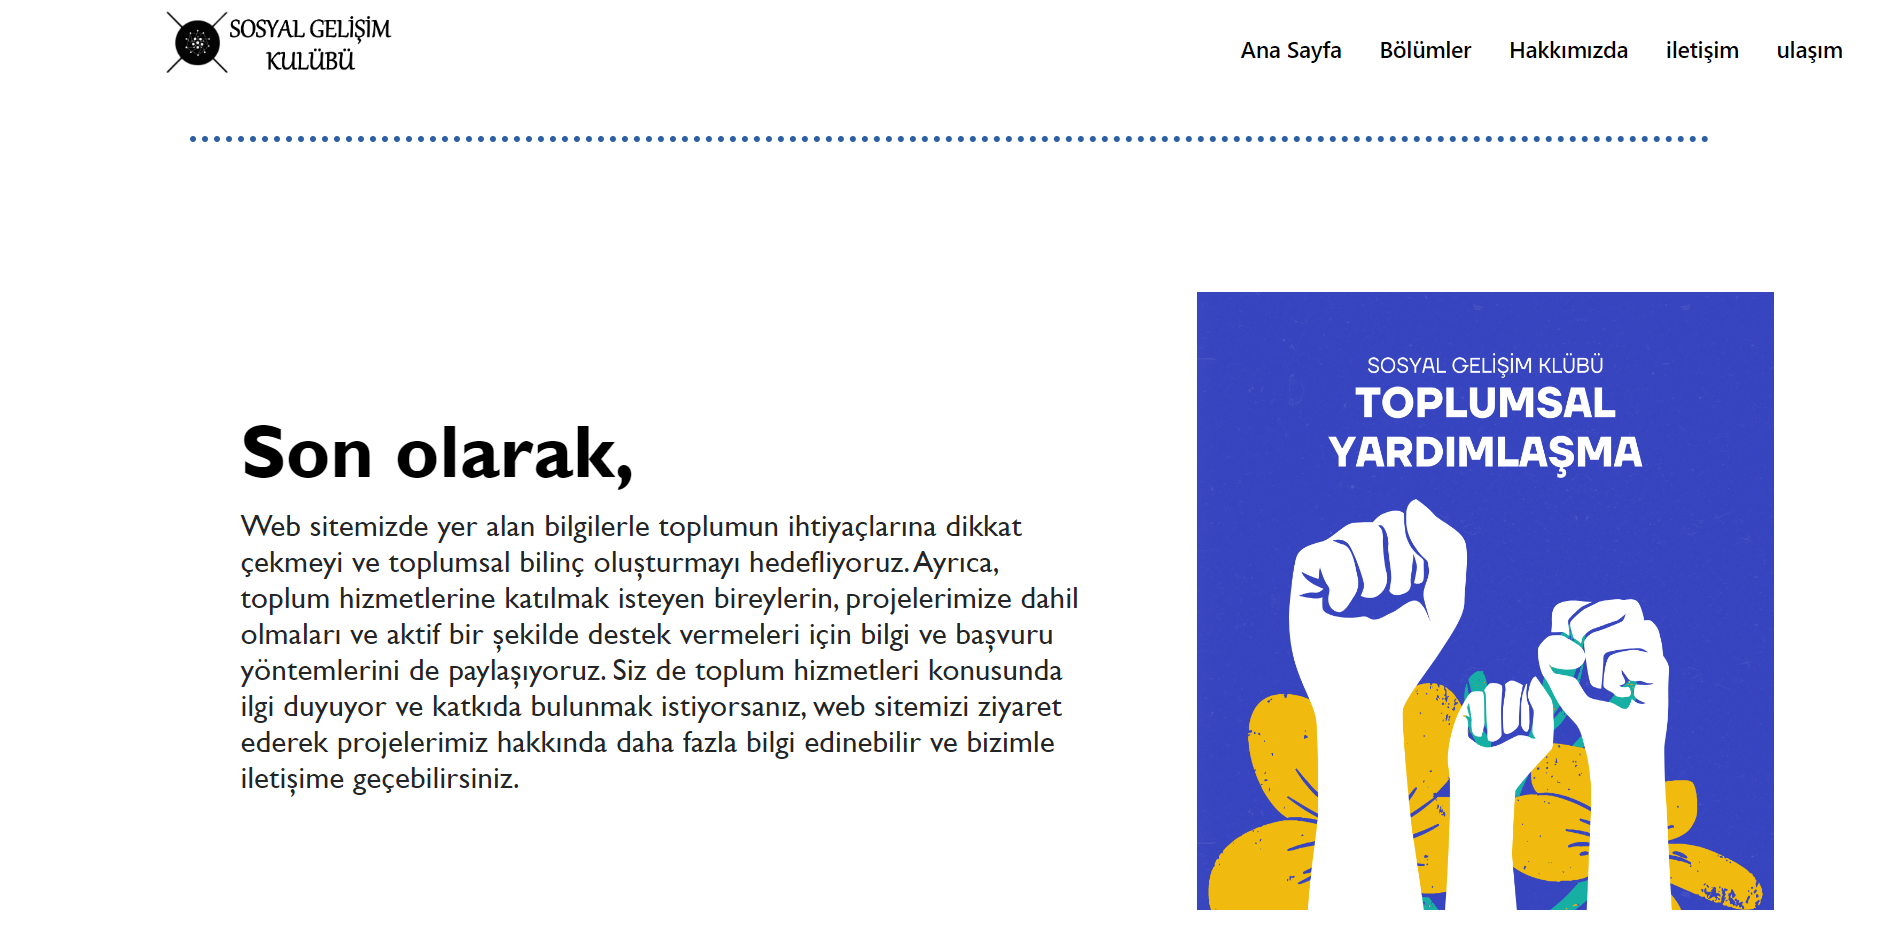 SOSYAL GELİŞİM
KULÜBÜ
Ana Sayfa Bölümler Hakkımızda iletişim ulaşım
Son olarak,
Web sitemizde yer alan bilgilerle toplumun ihtiyaçlarına dikkat
çekmeyi ve toplumsal bilinç oluşturmayı hedefliyoruz. Ayrıca,
toplum hizmetlerine katılmak isteyen bireylerin, projelerimize dahil
olmaları ve aktif bir şekilde destek vermeleri için bilgi ve başvuru
yöntemlerini de paylaşıyoruz. Siz de toplum hizmetleri konusunda
ilgi duyuyor ve katkıda bulunmak istiyorsanız, web sitemizi ziyaret
ederek projelerimiz hakkında daha fazla bilgi edinebilir ve bizimle
iletişime geçebilirsiniz.
SOSYAL GELİŞİM KLÜBÜ
TOPLUMSAL
YARDIMLAŞMA